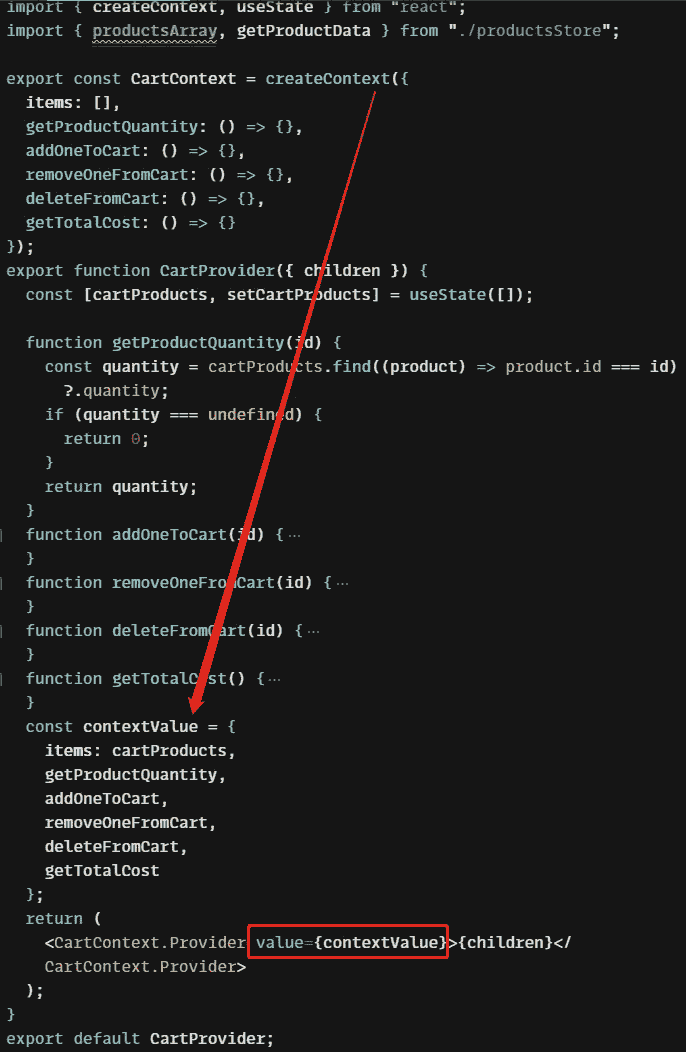 import { createContext, useState } from "react";
import { productsArray, getProductData } from "./productsStore";
export const CartContext = createContext({
items: [],
getProductQuantity: () => {},
addOneToCart: () => {},
removeOneFromCart: () => {},
deleteFromCart: () => {},
getTotalCost: () => {}
});
export function CartProvider({ children }) {
const [cartProducts, setCartProducts] = useState([]);
function getProductQuantity(id) {
const quantity = cartProducts.find((product) => product.id === id)
?.quantity;
if (quantity === undefined) {
return 0;
}
return quantity;
}
function addOneToCart(id) {···
}
function removeOneFromCart(id) {···
}
function deleteFromCart(id) {···
}
function getTotalCost() {···
}
const contextValue = {
items: cartProducts,
getProductQuantity,
addOneToCart,
removeOneFromCart,
deleteFromCart,
getTotalCost
};
return (
<CartContext.Provider value={contextValue}>{children}</
CartContext.Provider>
);
}
export default CartProvider;